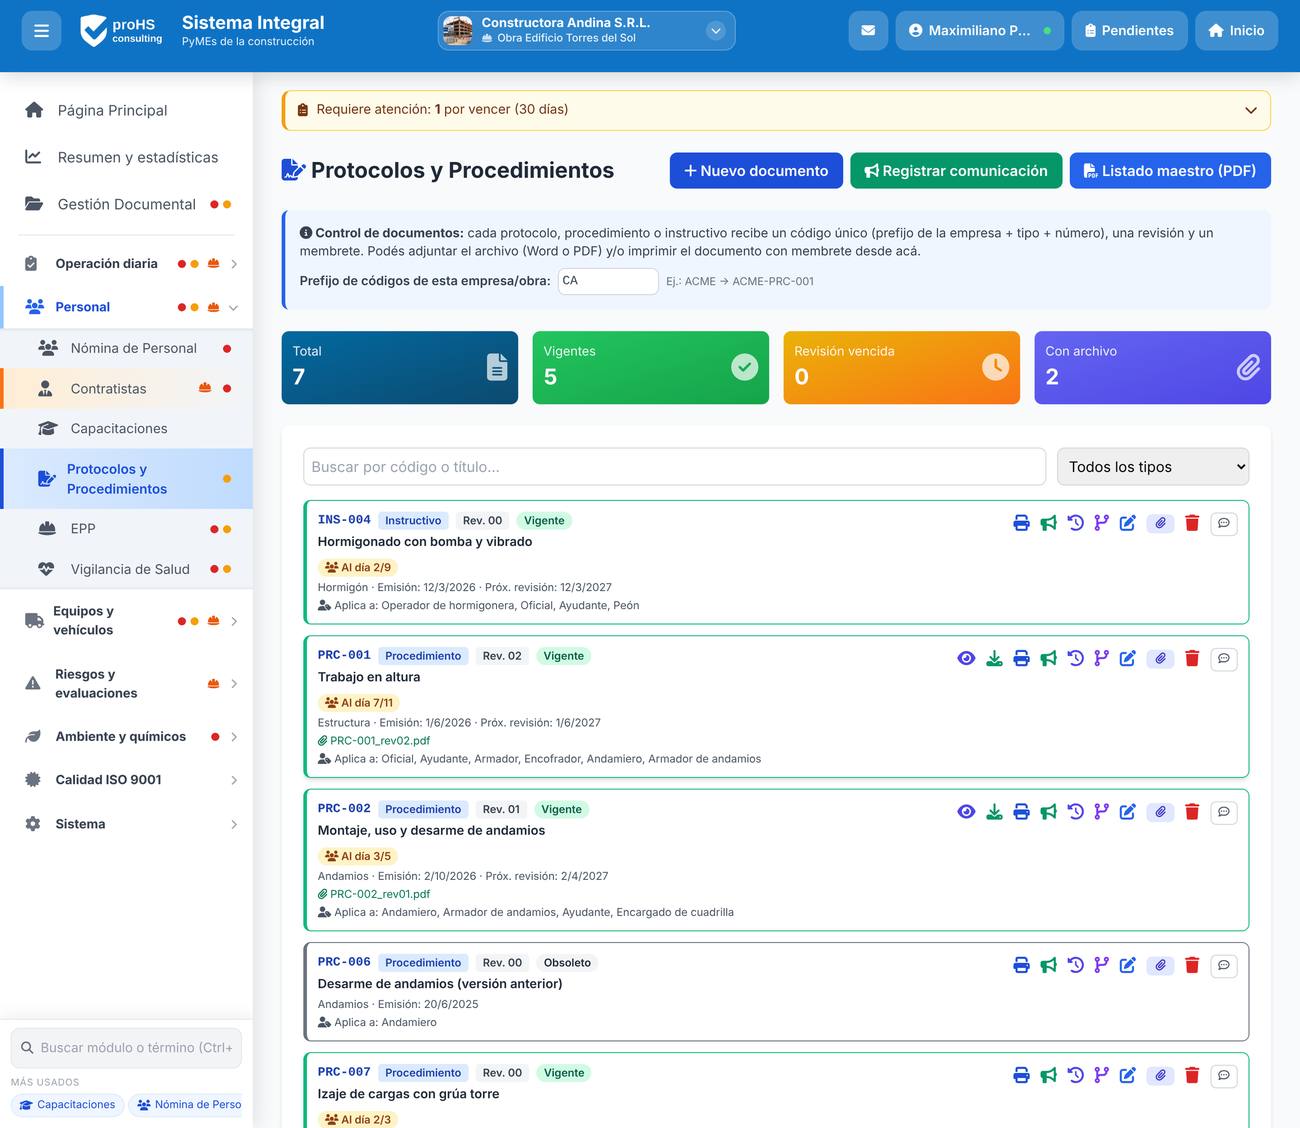 proHS
consulting
Sistema Integral
PyMEs de la construcción
Constructora Andina S.R.L.
Obra Edificio Torres del Sol
Maximiliano P...
Pendientes
Inicio
Página Principal
Resumen y estadísticas
Gestión Documental
Operación diaria
Personal
Nómina de Personal
Contratistas
Capacitaciones
Protocolos y
Procedimientos
EPP
Vigilancia de Salud
Equipos y
vehículos
Riesgos y
evaluaciones
Ambiente y químicos
Calidad ISO 9001
Sistema
Buscar módulo o término (Ctrl+
MÁS USADOS
Capacitaciones
Nómina de Perso
Requiere atención: 1 por vencer (30 días)
Protocolos y Procedimientos
Nuevo documento
Registrar comunicación
Listado maestro (PDF)
Control de documentos: cada protocolo, procedimiento o instructivo recibe un código único (prefijo de la empresa + tipo + número), una revisión y un
membrete. Podés adjuntar el archivo (Word o PDF) y/o imprimir el documento con membrete desde acá.
Prefijo de códigos de esta empresa/obra: CA Ej.: ACME → ACME-PRC-001
Total
7
Vigentes
5
Revisión vencida
0
Con archivo
2
Buscar por código o título...
Todos los tipos
INS-004 Instructivo Rev. 00 Vigente
Hormigonado con bomba y vibrado
Al día 2/9
Hormigón · Emisión: 12/3/2026 · Próx. revisión: 12/3/2027
Aplica a: Operador de hormigonera, Oficial, Ayudante, Peón
PRC-001 Procedimiento Rev. 02 Vigente
Trabajo en altura
Al día 7/11
Estructura · Emisión: 1/6/2026 · Próx. revisión: 1/6/2027
PRC-001_rev02.pdf
Aplica a: Oficial, Ayudante, Armador, Encofrador, Andamiero, Armador de andamios
PRC-002 Procedimiento Rev. 01 Vigente
Montaje, uso y desarme de andamios
Al día 3/5
Andamios · Emisión: 2/10/2026 · Próx. revisión: 2/4/2027
PRC-002_rev01.pdf
Aplica a: Andamiero, Armador de andamios, Ayudante, Encargado de cuadrilla
PRC-006 Procedimiento Rev. 00 Obsoleto
Desarme de andamios (versión anterior)
Andamios · Emisión: 20/6/2025
Aplica a: Andamiero
PRC-007 Procedimiento Rev. 00 Vigente
Izaje de cargas con grúa torre
Al día 2/3